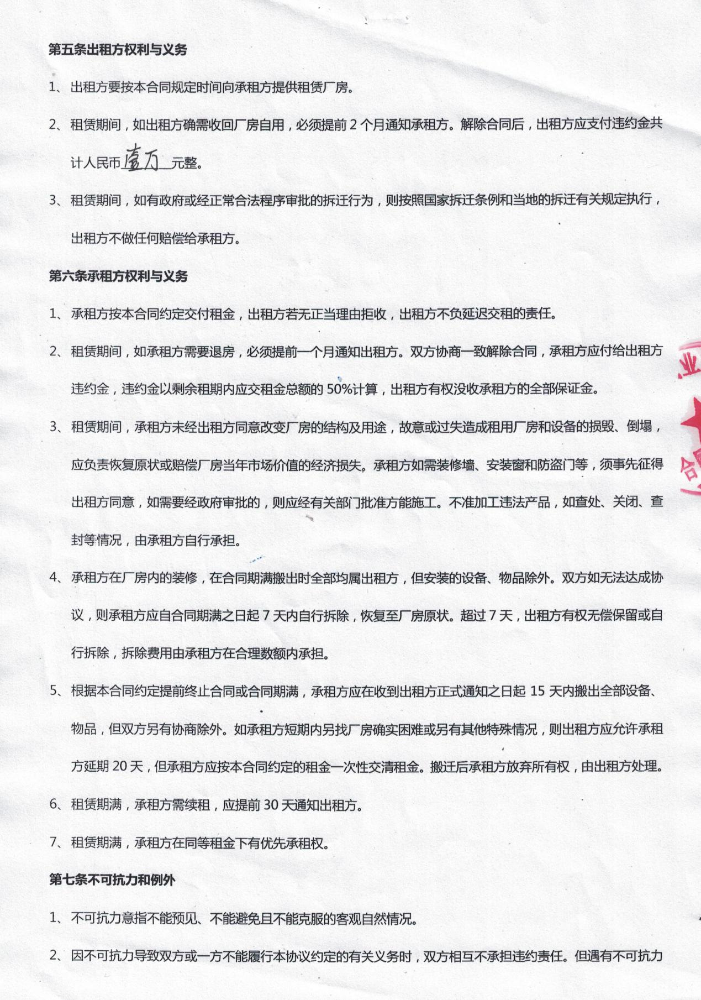 第五条出租方权利与义务
1、 出租方要按本合同规定时间向承租方提供租赁厂房。
2、 租赁期间，如出租方确需收回厂房自用，必须提前 2 个月通知承租方。解除合同后，出租方应支付违约金共
计人民币 壹万 元整。
3、 租赁期间，如有政府或经正常合法程序审批的拆迁行为，则按照国家拆迁条例和当地的拆迁有关规定执行，
出租方不做任何赔偿给承租方。
第六条承租方权利与义务
1、 承租方按本合同约定交付租金，出租方若无正当理由拒收，出租方不负延迟交租的责任。
2、 租赁期间，如承租方需要退房，必须提前一个月通知出租方。双方协商一致解除合同，承租方应付给出租方
违约金，违约金以剩余租期内应交租金总额的 50%计算，出租方有权没收承租方的全部保证金。
3、 租赁期间，承租方未经出租方同意改变厂房的结构及用途，故意或过失造成租用厂房和设备的损毁、倒塌，
应负责恢复原状或赔偿厂房当年市场价值的经济损失。承租方如需装修墙、安装窗和防盗门等，须事先征得
出租方同意，如需要经政府审批的，则应经有关部门批准方能施工。不准加工违法产品，如查处、关闭、查
封等情况，由承租方自行承担。
4、 承租方在厂房内的装修，在合同期满搬出时全部均属出租方，但安装的设备、物品除外。双方如无法达成协
议，则承租方应自合同期满之日起 7 天内自行拆除，恢复至厂房原状。超过 7 天，出租方有权无偿保留或自
行拆除，拆除费用由承租方在合理数额内承担。
5、 根据本合同约定提前终止合同或合同期满，承租方应在收到出租方正式通知之日起 15 天内搬出全部设备、
物品，但双方另有协商除外。如承租方短期内另找厂房确实困难或另有其他特殊情况，则出租方应允许承租
方延期 20 天，但承租方应按本合同约定的租金一次性交清租金。搬迁后承租方放弃所有权，由出租方处理。
6、 租赁期满，承租方需续租，应提前 30 天通知出租方。
7、 租赁期满，承租方在同等租金下有优先承租权。
第七条不可抗力和例外
1、 不可抗力意指不能预见、不能避免且不能克服的客观自然情况。
2、 因不可抗力导致双方或一方不能履行本协议约定的有关义务时，双方相互不承担违约责任。但遇有不可抗力
业
合